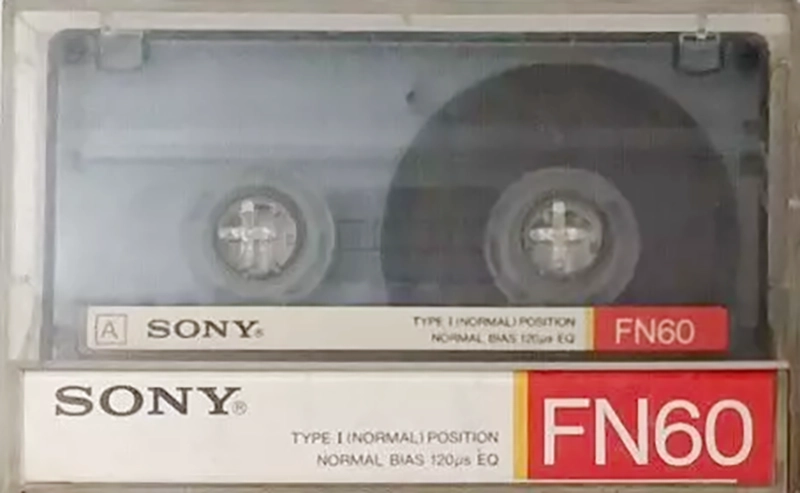 A SONY®
TYPE I (NORMAL) POSITION
NORMAL BIAS 120µs EQ
FN60
SONY®
TYPE I (NORMAL) POSITION
NORMAL BIAS 120µs EQ
FN60